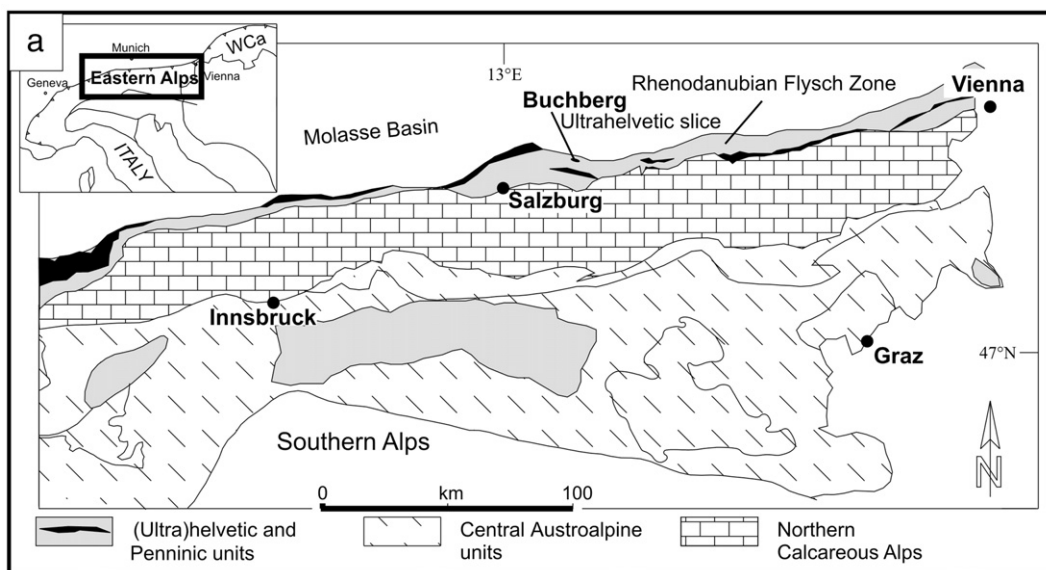 a
Munich
WCa
Geneva
Eastern Alps
Vienna
ITALY
13°E
Rhenodanubian Flysch Zone
Vienna
Buchberg
Ultrahelvetic slice
Molasse Basin
Salzburg
Innsbruck
47°N
Graz
Southern Alps
N
0 km 100
(Ultra)helvetic and
Penninic units
Central Austroalpine
units
Northern
Calcareous Alps